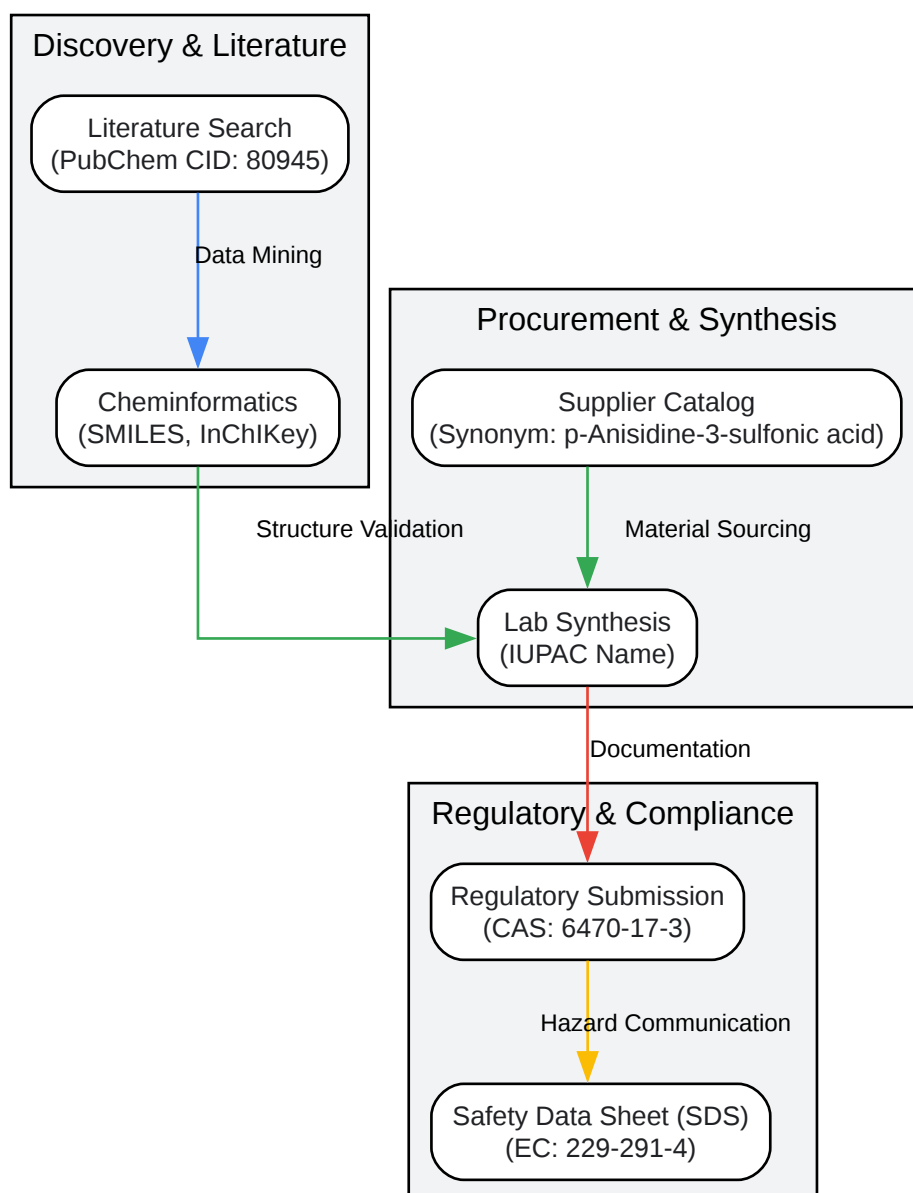 Discovery & Literature
Literature Search
(PubChem CID: 80945)
Data Mining
Cheminformatics
(SMILES, InChIKey)
Structure Validation
Procurement & Synthesis
Supplier Catalog
(Synonym: p-Anisidine-3-sulfonic acid)
Material Sourcing
Lab Synthesis
(IUPAC Name)
Documentation
Regulatory & Compliance
Regulatory Submission
(CAS: 6470-17-3)
Hazard Communication
Safety Data Sheet (SDS)
(EC: 229-291-4)